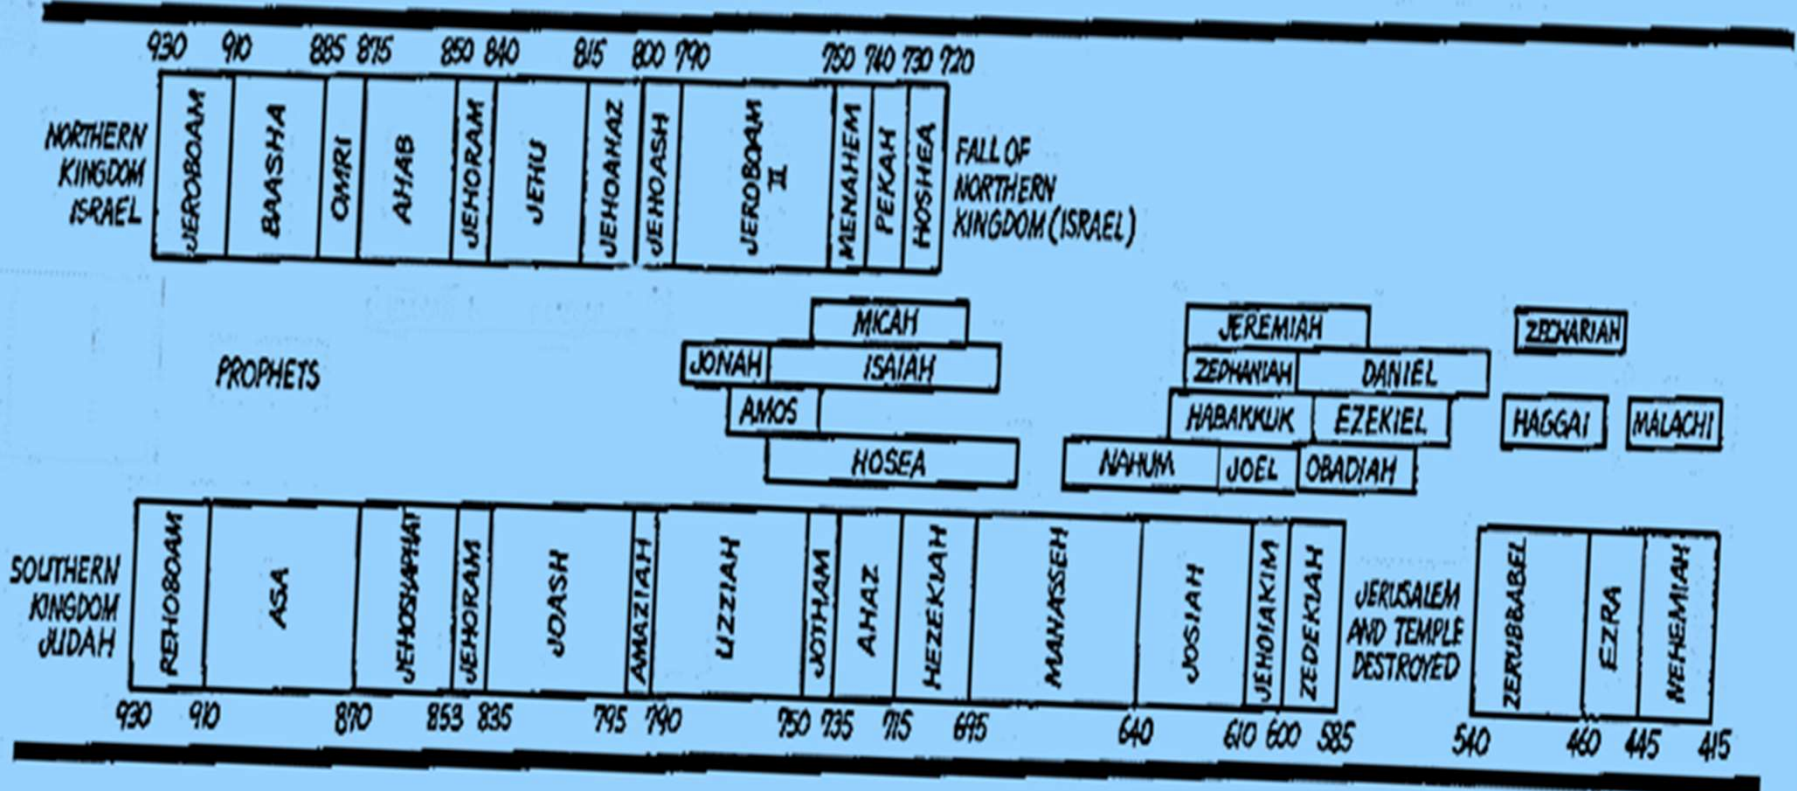 930 910 885 875 850 840 815 800 790 750 740 730 720
NORTHERN
KINGDOM
ISRAEL
JEROBOAM
BAASHA
OMRI
AHAB
JEHORAM
JEHU
JEHOAHAZ
JEHOASH
JEROBOAM
II
MENAHEM
PEKAH
HOSHEA
FALL OF
NORTHERN
KINGDOM (ISRAEL)
PROPHETS
MICAH
JEREMIAH
ZECHARIAH
JONAH
ISAIAH
ZEPHANIAH
DANIEL
AMOS
HABAKKUK
EZEKIEL
HAGGAI
MALACHI
HOSEA
NAHUM
JOEL
OBADIAH
SOUTHERN
KINGDOM
JUDAH
REHOBOAM
ASA
JEHOSHAPHAT
JEHORAM
JOASH
AMAZIAH
UZZIAH
JOTHAM
AHAZ
HEZEKIAH
MANASSEH
JOSIAH
JEHOIAKIM
ZEDEKIAH
JERUSALEM
AND TEMPLE
DESTROYED
ZERUBBABEL
EZRA
NEHEMIAH
930 910 870 853 835 795 790 750 735 715 695 640 610 600 585 540 460 445 415